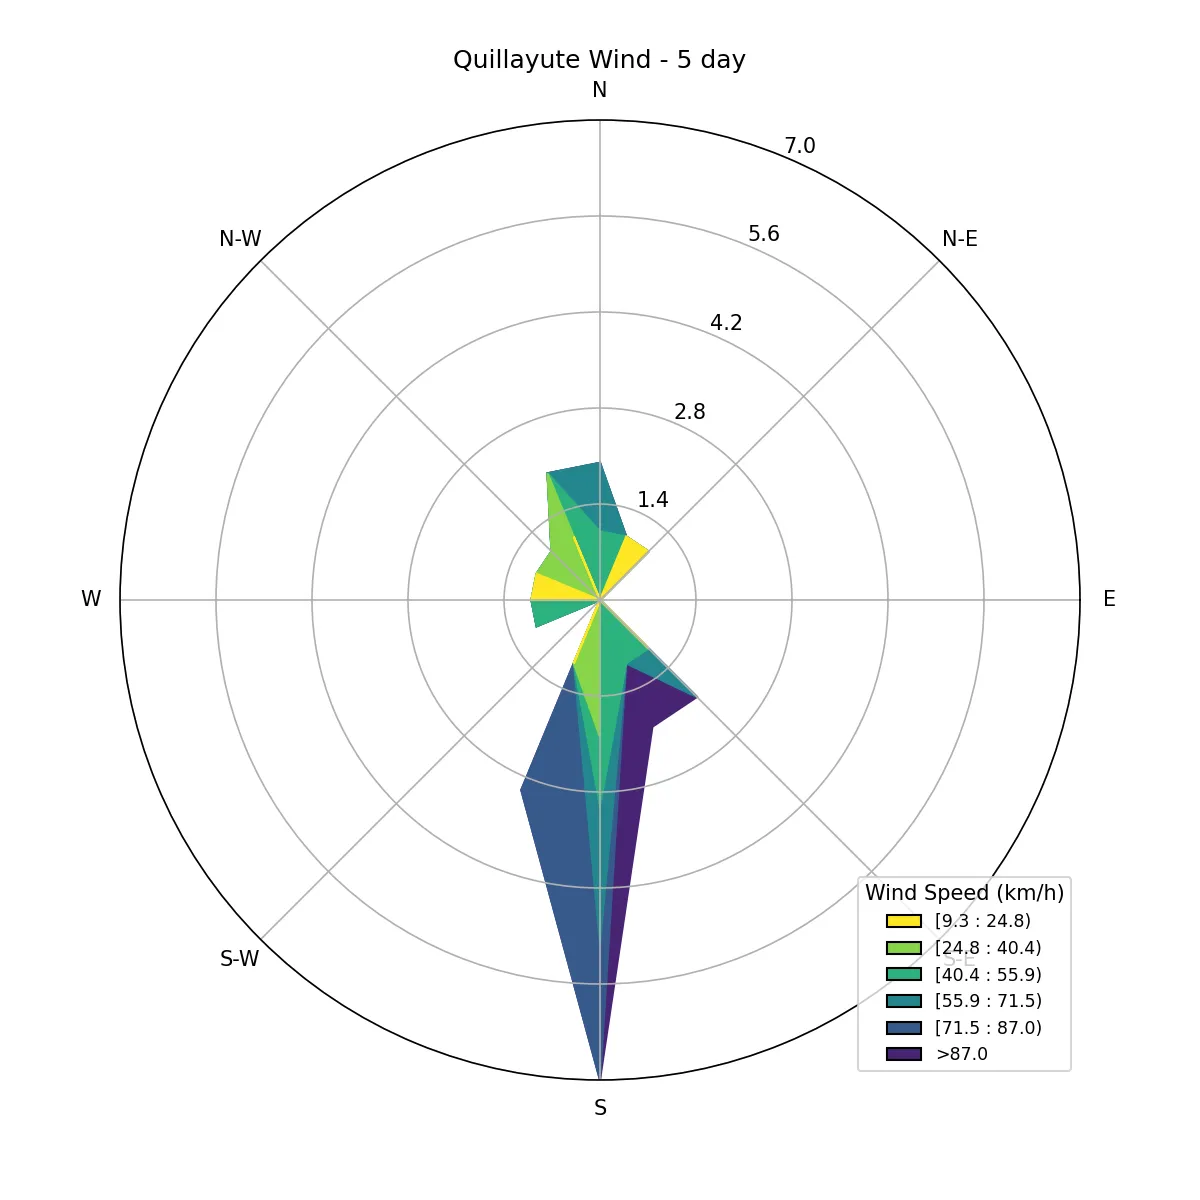 Quillayute Wind - 5 day
N
7.0
5.6
N-W
N-E
4.2
2.8
1.4
W
E
Wind Speed (km/h)
[9.3 : 24.8)
[24.8 : 40.4)
S-W
S-E
[40.4 : 55.9)
[55.9 : 71.5)
[71.5 : 87.0)
>87.0
S